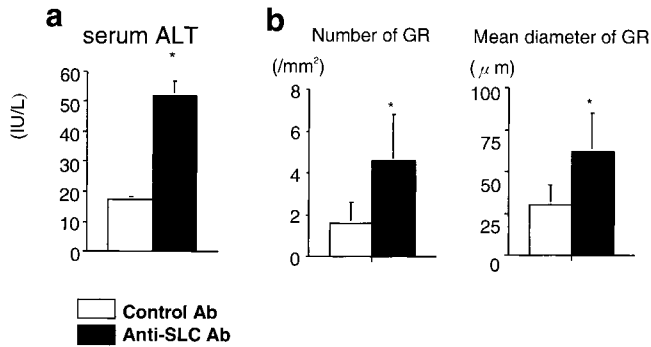 a
serum ALT
(IU/L)
60
50
40
30
20
10
0
*
b
Number of GR
(/mm²)
8
6
4
2
0
*
Mean diameter of GR
(μm)
100
75
50
25
0
*
Control Ab
Anti-SLC Ab